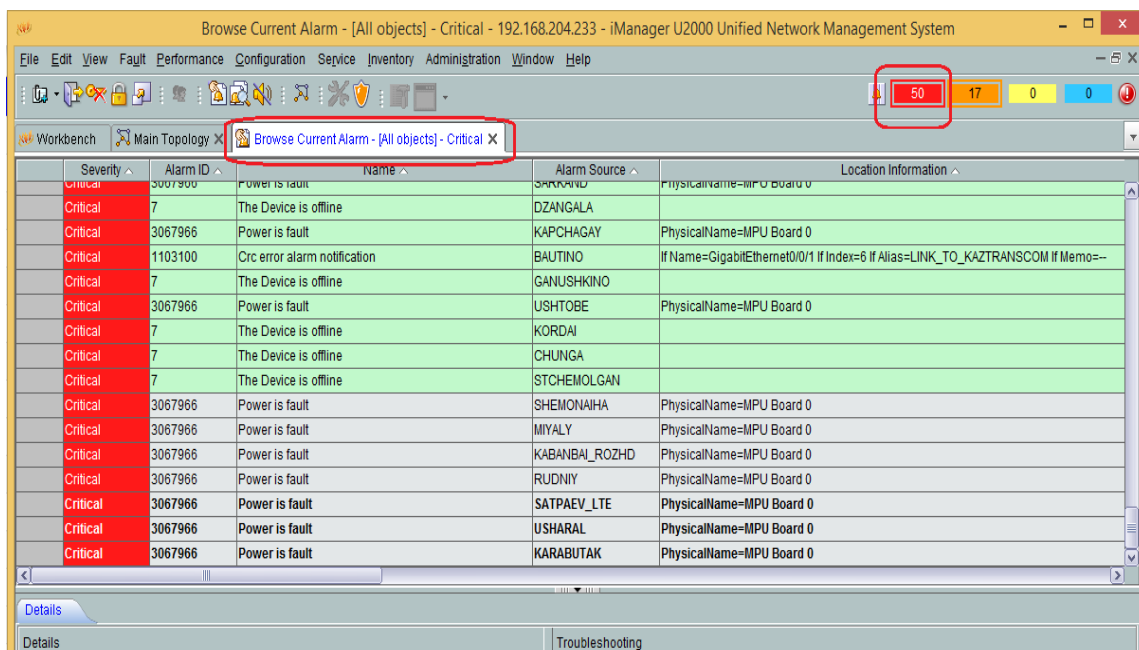 Browse Current Alarm - [All objects] - Critical - 192.168.204.233 - iManager U2000 Unified Network Management System
File Edit View Fault Performance Configuration Service Inventory Administration Window Help
50 17 0 0
Workbench Main Topology X Browse Current Alarm - [All objects] - Critical X
Severity Alarm ID Name Alarm Source Location Information
Critical 3067966 Power is fault SARKAND PhysicalName=MPU Board 0
Critical 7 The Device is offline DZANGALA
Critical 3067966 Power is fault KAPCHAGAY PhysicalName=MPU Board 0
Critical 1103100 Crc error alarm notification BAUTINO If Name=GigabitEthernet0/0/1 If Index=6 If Alias=LINK_TO_KAZTRANSCOM If Memo=--
Critical 7 The Device is offline GANUSHKINO
Critical 3067966 Power is fault USHTOBE PhysicalName=MPU Board 0
Critical 7 The Device is offline KORDAI
Critical 7 The Device is offline CHUNGA
Critical 7 The Device is offline STCHEMOLGAN
Critical 3067966 Power is fault SHEMONAIHA PhysicalName=MPU Board 0
Critical 3067966 Power is fault MIYALY PhysicalName=MPU Board 0
Critical 3067966 Power is fault KABANBAI_ROZHD PhysicalName=MPU Board 0
Critical 3067966 Power is fault RUDNIY PhysicalName=MPU Board 0
Critical 3067966 Power is fault SATPAEV_LTE PhysicalName=MPU Board 0
Critical 3067966 Power is fault USHARAL PhysicalName=MPU Board 0
Critical 3067966 Power is fault KARABUTAK PhysicalName=MPU Board 0
Details
Details Troubleshooting